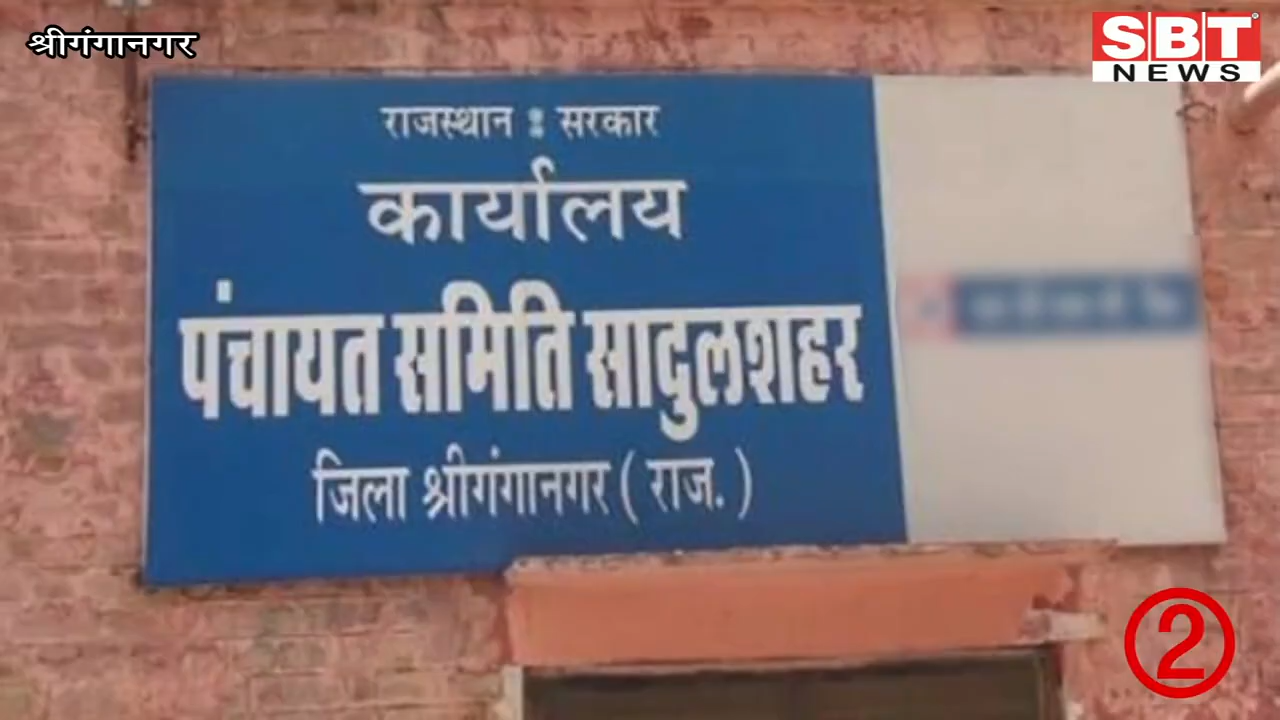 श्रीगंगानगर
SBT
NEWS
राजस्थान : सरकार
कार्यालय
पंचायत समिति सादुलशहर
जिला श्रीगंगानगर ( राज. )
2